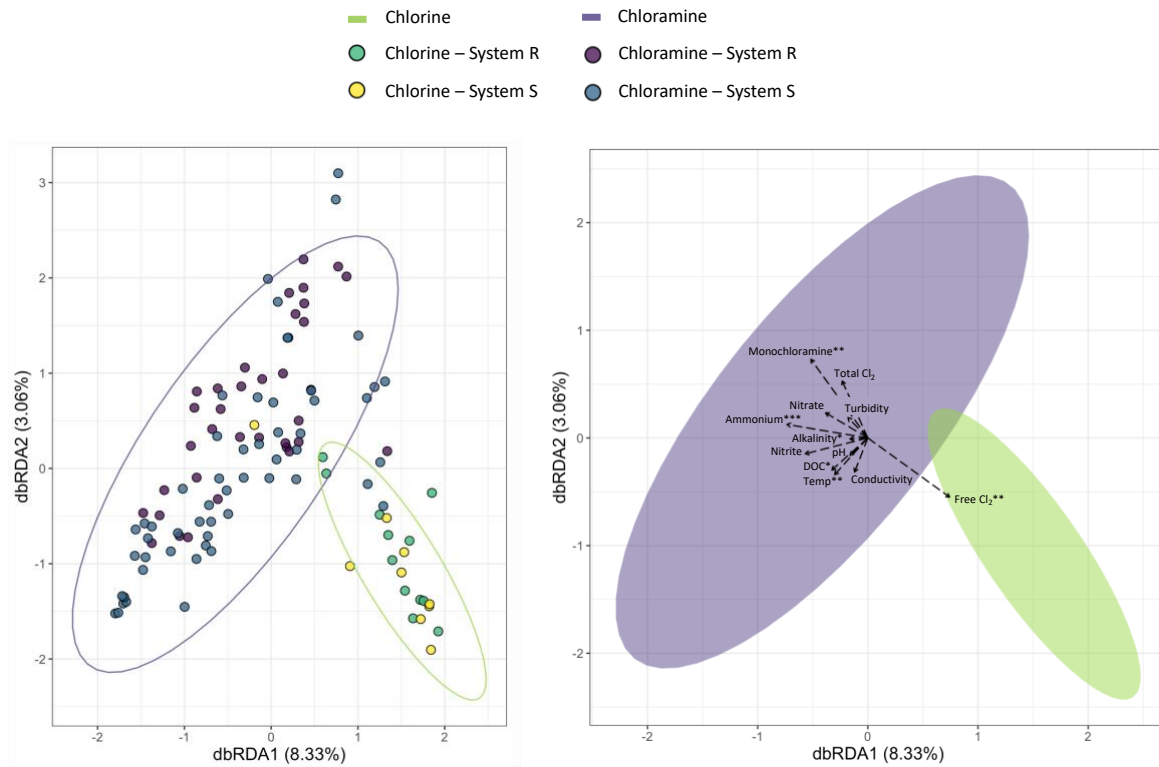 Chlorine Chloramine
Chlorine – System R Chloramine – System R
Chlorine – System S Chloramine – System S
3
2
1
0
-1
-2
dbRDA2 (3.06%)
-2 -1 0 1 2
dbRDA1 (8.33%)
2
1
0
-1
-2
dbRDA2 (3.06%)
Monochloramine**
Total Cl₂
Nitrate
Turbidity
Ammonium***
Alkalinity*
Nitrite
pH
DOC*
Temp**
Conductivity
Free Cl₂**
-2 -1 0 1 2
dbRDA1 (8.33%)